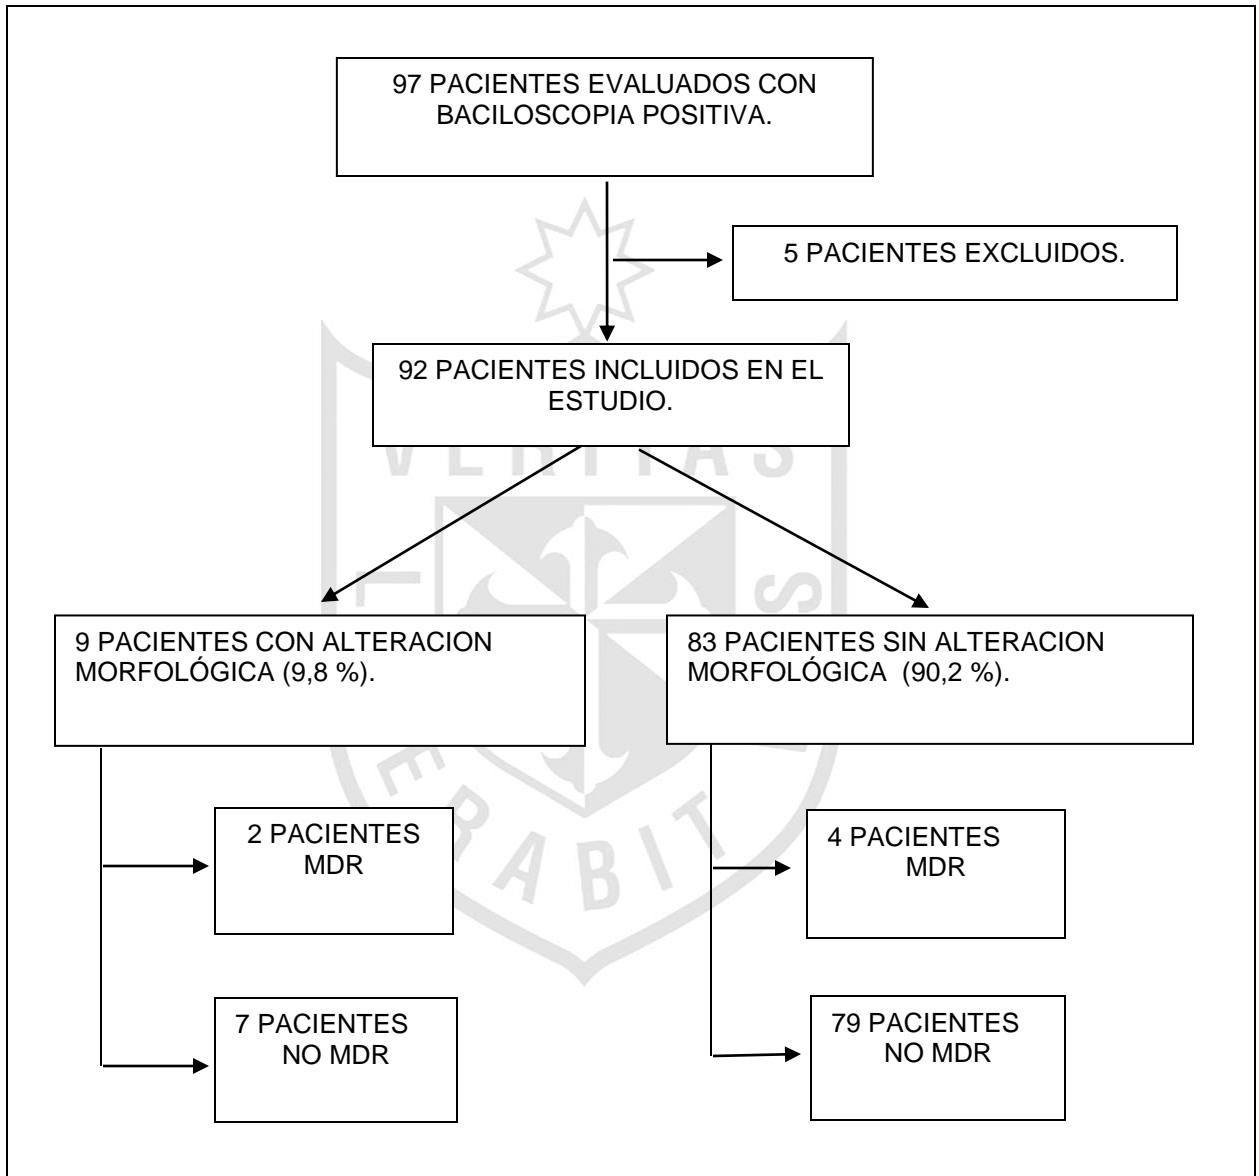 97 PACIENTES EVALUADOS CON
BACILOSCOPIA POSITIVA.
5 PACIENTES EXCLUIDOS.
92 PACIENTES INCLUIDOS EN EL
ESTUDIO.
VERITAS
9 PACIENTES CON ALTERACION
MORFOLÓGICA (9,8 %).
83 PACIENTES SIN ALTERACION
MORFOLÓGICA (90,2 %).
2 PACIENTES
MDR
4 PACIENTES
MDR
7 PACIENTES
NO MDR
79 PACIENTES
NO MDR